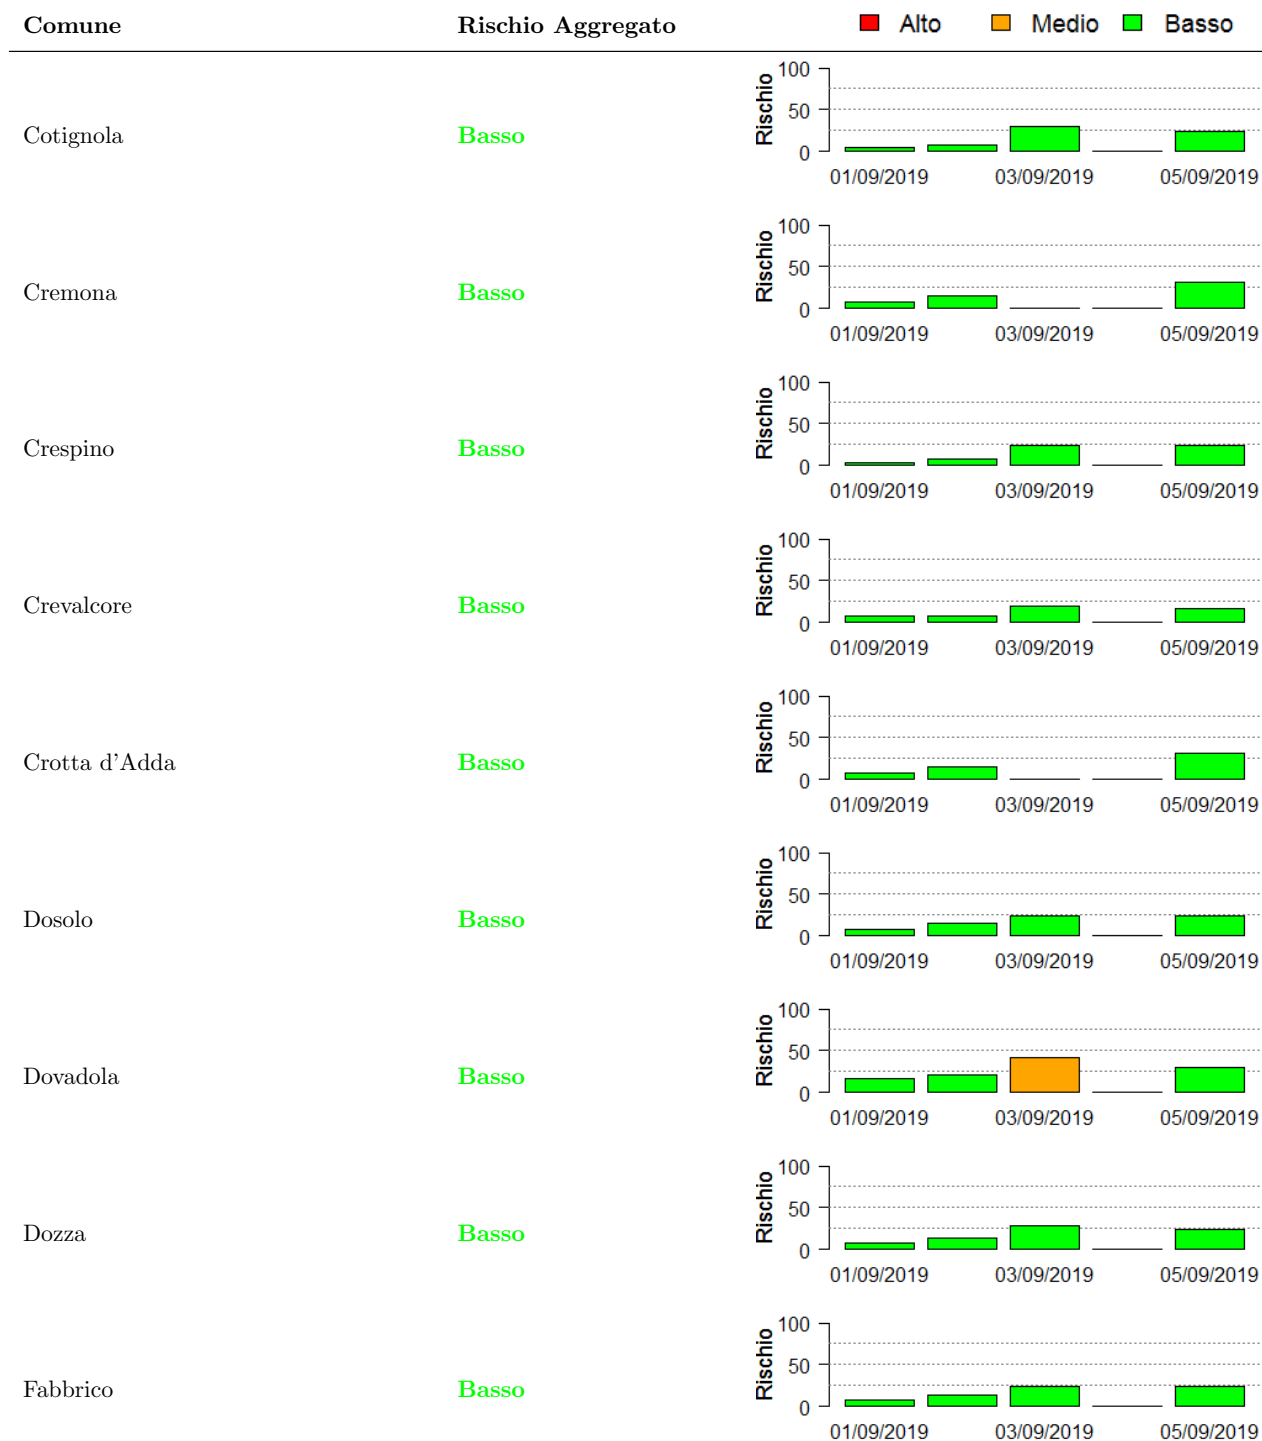 Comune Rischio Aggregato Alto Medio Basso
Cotignola Basso
Rischio
100
50
0
01/09/2019 03/09/2019 05/09/2019
Cremona Basso
Rischio
100
50
0
01/09/2019 03/09/2019 05/09/2019
Crespino Basso
Rischio
100
50
0
01/09/2019 03/09/2019 05/09/2019
Crevalcore Basso
Rischio
100
50
0
01/09/2019 03/09/2019 05/09/2019
Crotta d'Adda Basso
Rischio
100
50
0
01/09/2019 03/09/2019 05/09/2019
Dosolo Basso
Rischio
100
50
0
01/09/2019 03/09/2019 05/09/2019
Dovadola Basso
Rischio
100
50
0
01/09/2019 03/09/2019 05/09/2019
Dozza Basso
Rischio
100
50
0
01/09/2019 03/09/2019 05/09/2019
Fabbrico Basso
Rischio
100
50
0
01/09/2019 03/09/2019 05/09/2019